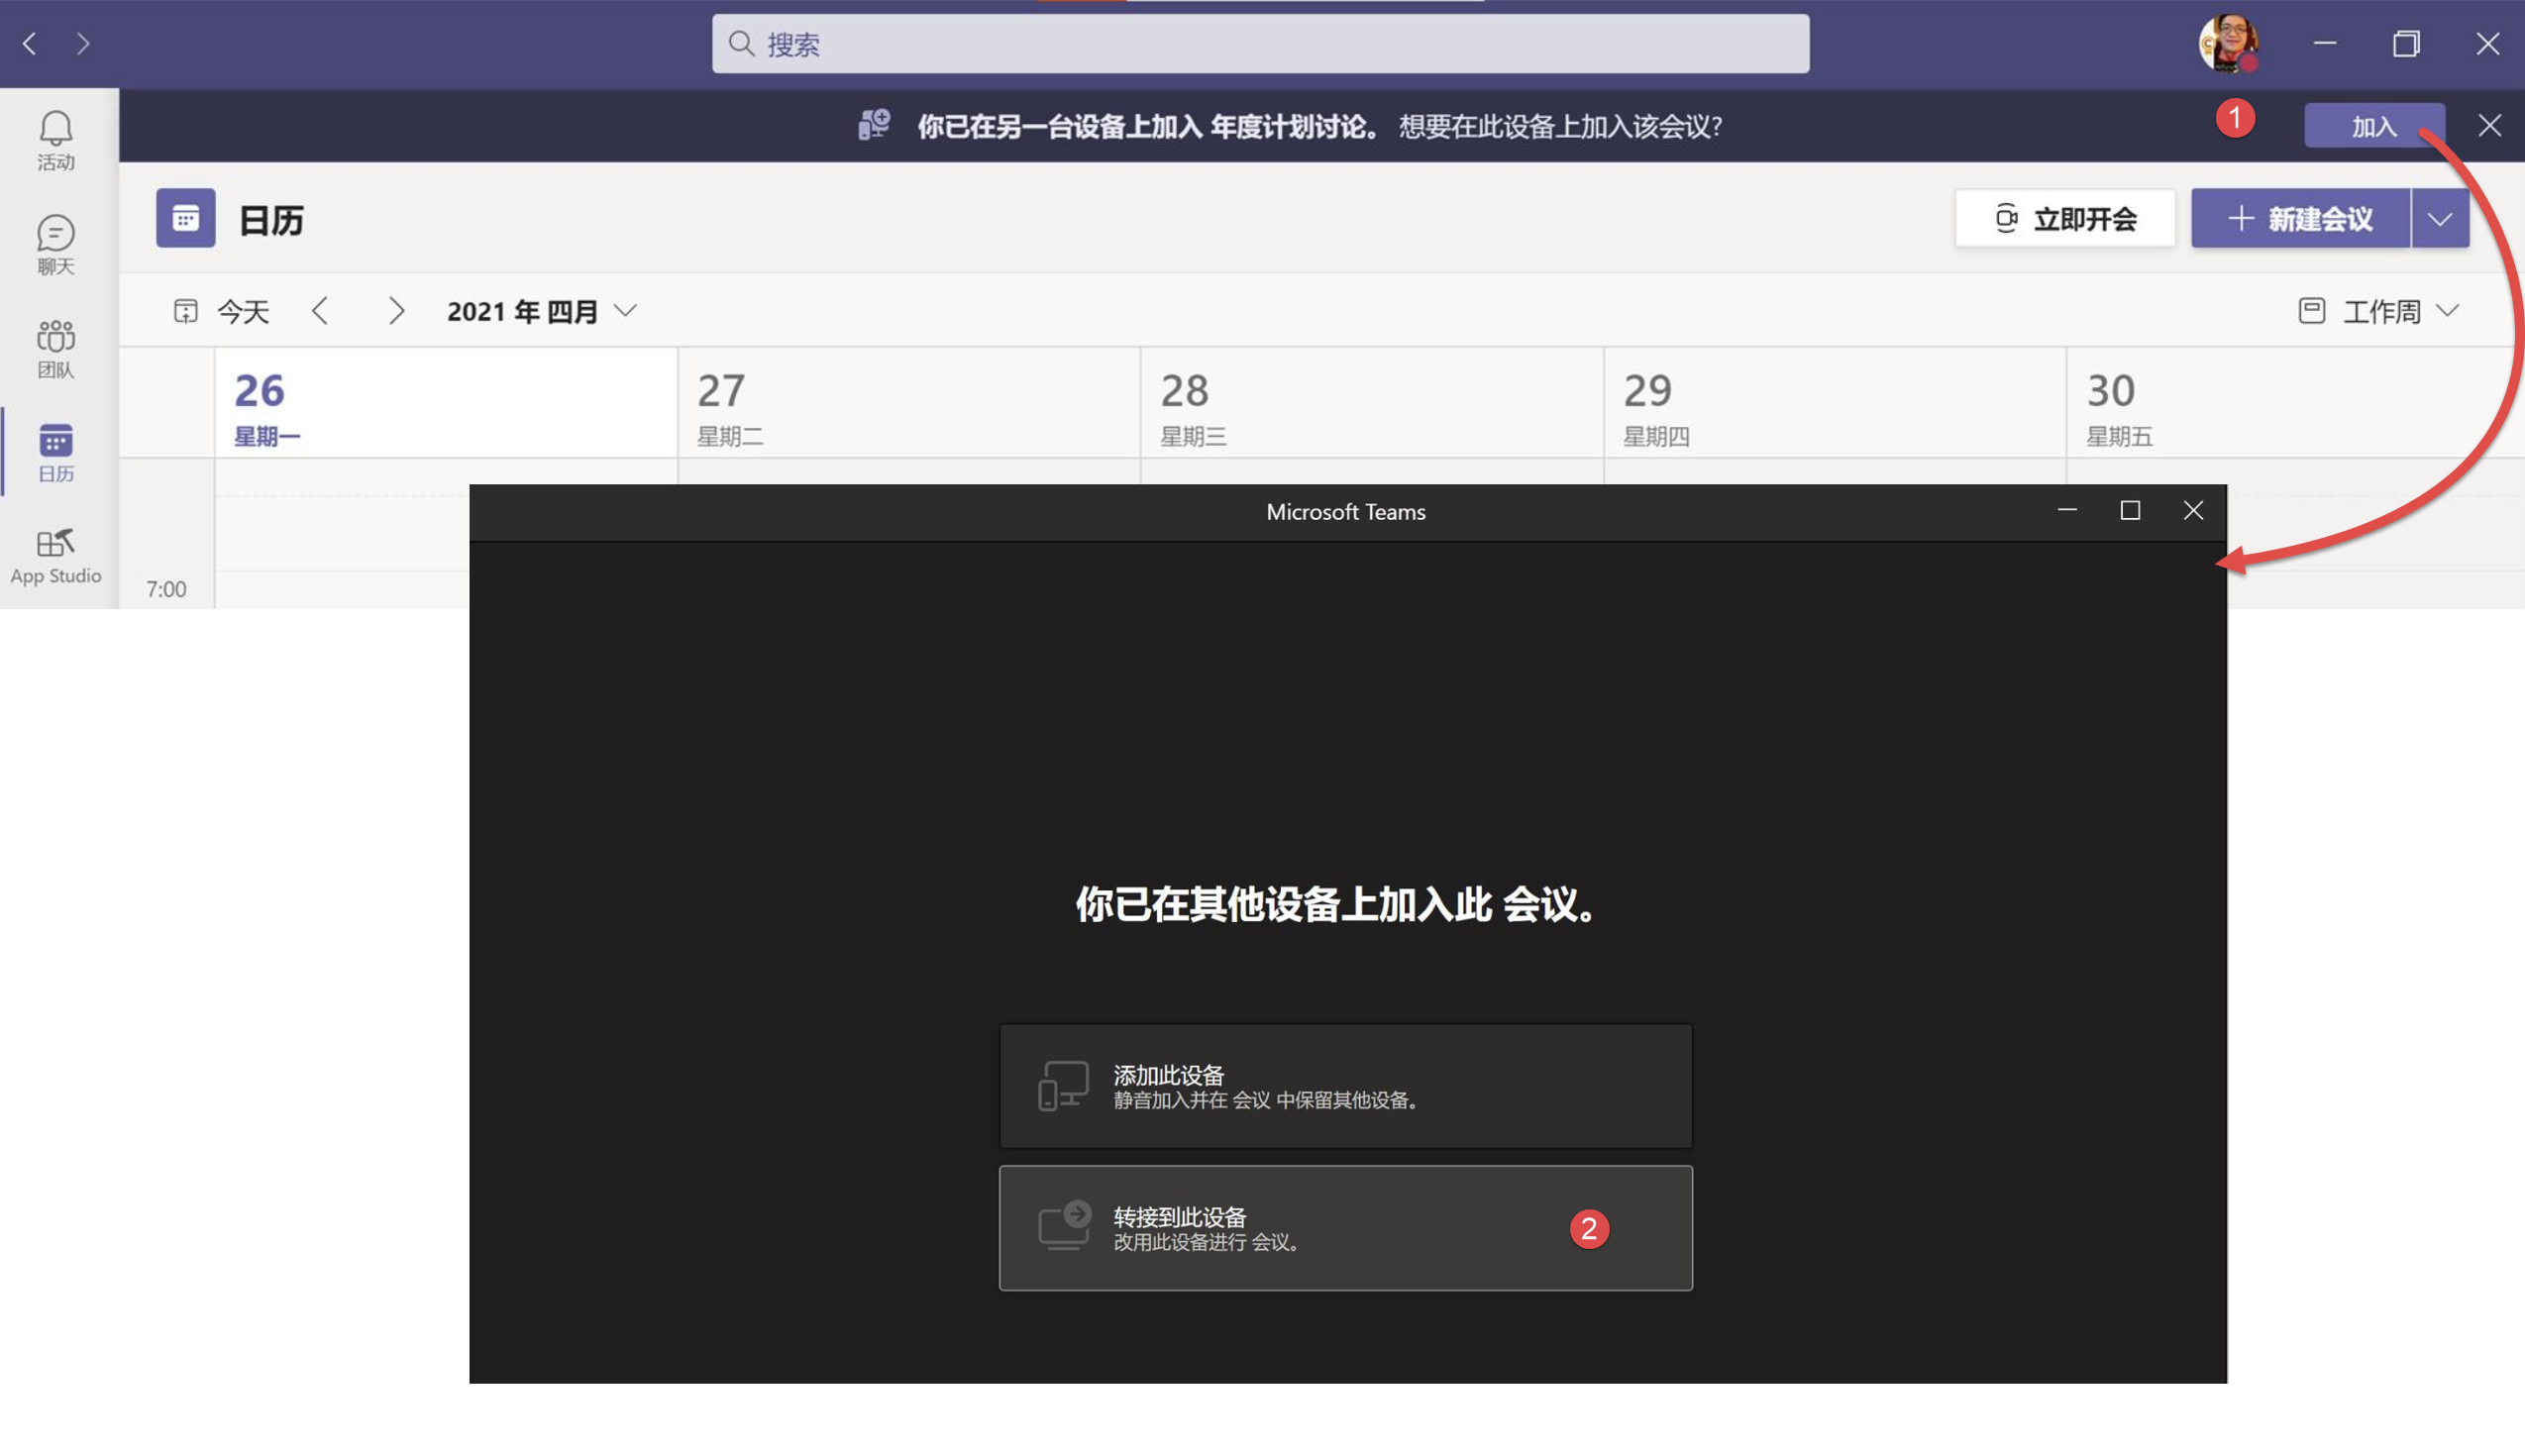 搜索
活动
聊天
团队
日历
App Studio
你已在另一台设备上加入 年度计划讨论。 想要在此设备上加入该会议?
1
加入
日历
立即开会
新建会议
今天
2021 年 四月
工作周
26
星期一
27
星期二
28
星期三
29
星期四
30
星期五
7:00
Microsoft Teams
你已在其他设备上加入此 会议。
添加此设备
静音加入并在 会议 中保留其他设备。
转接到此设备
改用此设备进行 会议。
2